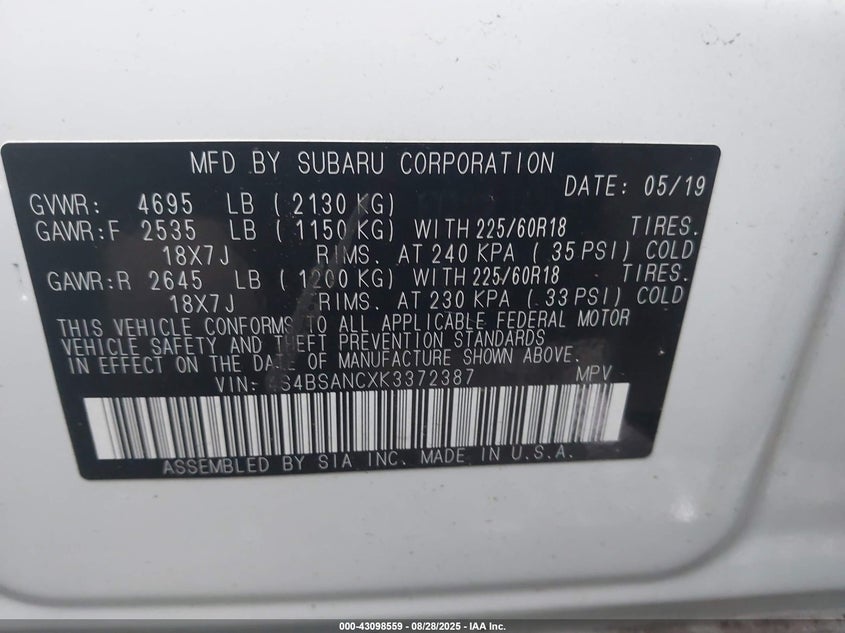 MFD BY SUBARU CORPORATION
DATE: 05/19
GVWR: 4695 LB ( 2130 KG)
GAWR:F 2535 LB ( 1150 KG) WITH 225/60R18 TIRES.
18X7J RIMS. AT 240 KPA ( 35 PSI) COLD
GAWR:R 2645 LB ( 1200 KG) WITH 225/60R18 TIRES.
18X7J RIMS. AT 230 KPA ( 33 PSI) COLD
THIS VEHICLE CONFORMS TO ALL APPLICABLE FEDERAL MOTOR
VEHICLE SAFETY AND THEFT PREVENTION STANDARDS
IN EFFECT ON THE DATE OF MANUFACTURE SHOWN ABOVE.
VIN: 4S4BSANCXK3372387 MPV
ASSEMBLED BY SIA INC. MADE IN U.S.A.
000-43098559 - 08/28/2025 - IAA Inc.